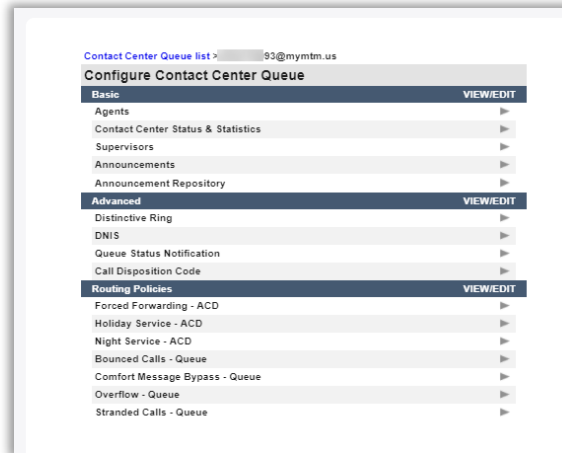 Contact Center Queue list > 93@mymtm.us
Configure Contact Center Queue
Basic VIEW/EDIT
Agents
Contact Center Status & Statistics
Supervisors
Announcements
Announcement Repository
Advanced VIEW/EDIT
Distinctive Ring
DNIS
Queue Status Notification
Call Disposition Code
Routing Policies VIEW/EDIT
Forced Forwarding - ACD
Holiday Service - ACD
Night Service - ACD
Bounced Calls - Queue
Comfort Message Bypass - Queue
Overflow - Queue
Stranded Calls - Queue